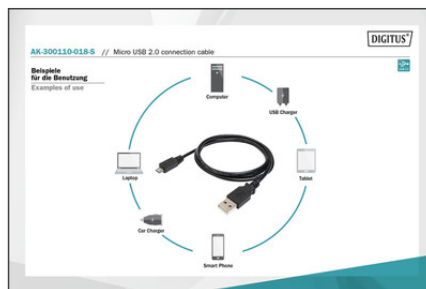 DIGITUS®
AK-300110-018-S // Micro USB 2.0 connection cable
Beispiele
für die Benutzung
Examples of use
Computer
USB Charger
Laptop
Tablet
Car Charger
Smart Phone